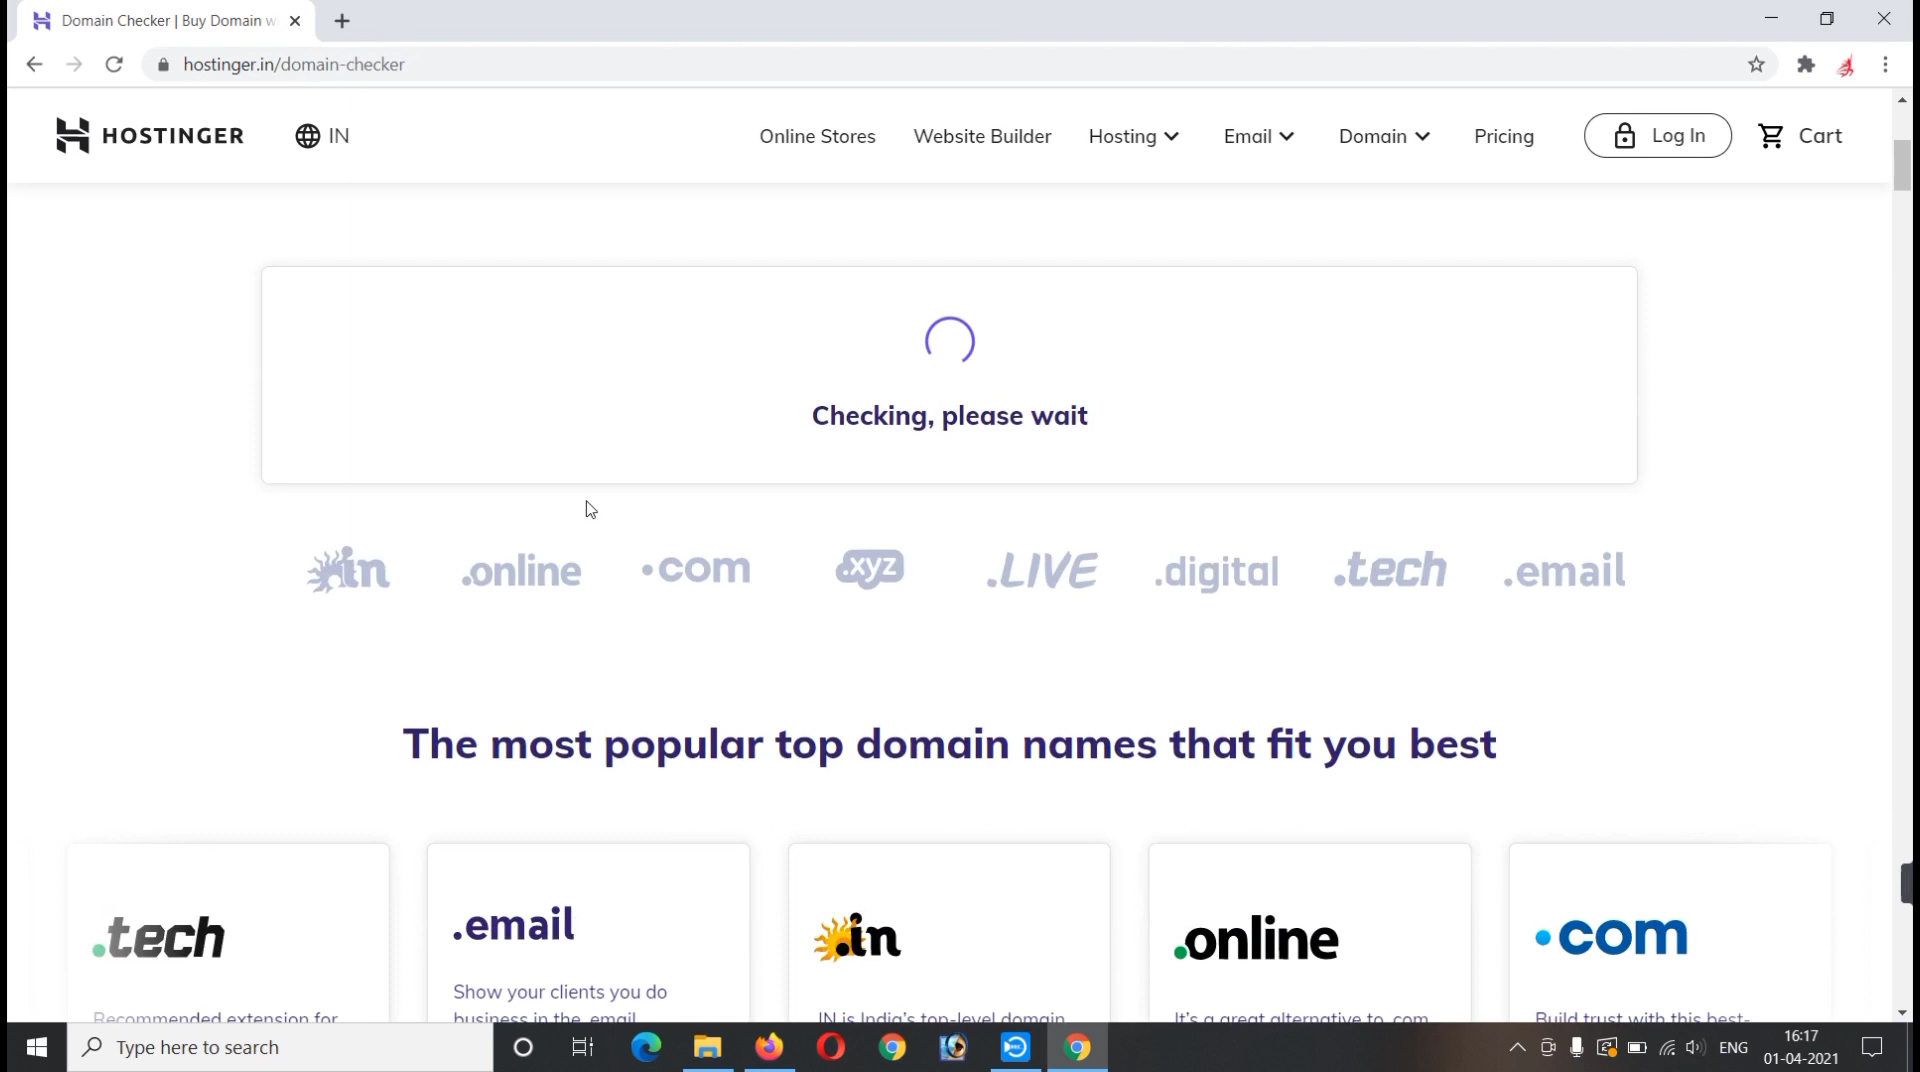 Domain Checker | Buy Domain w
hostinger.in/domain-checker
HOSTINGER
IN
Online Stores
Website Builder
Hosting
Email
Domain
Pricing
Log In
Cart
Checking, please wait
.in
.online
.com
.xyz
.LIVE
.digital
.tech
.email
The most popular top domain names that fit you best
.tech
Recommended extension for
.email
Show your clients you do
business in the .email
.in
.IN is India's top-level domain
.online
It's a great alternative to .com
.com
Build trust with this best-
Type here to search
REC
ENG
16:17
01-04-2021